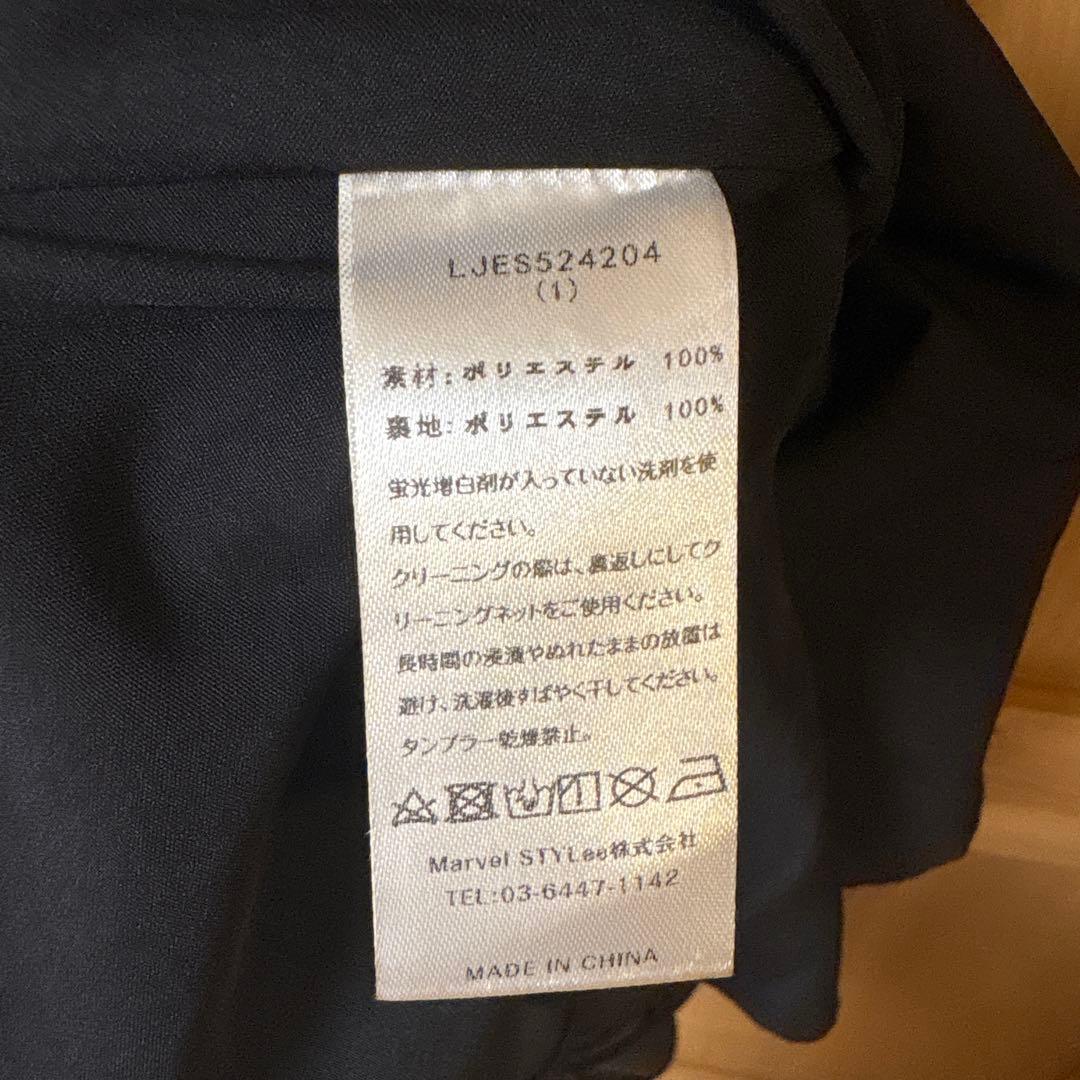 LJES524204
(1)
素材:ポリエステル 100%
裏地:ポリエステル 100%
蛍光増白剤が入っていない洗剤を使
用してください。
クリーニングの際は、裏返しにしてク
リーニングネットをご使用ください。
長時間の浸漬やぬれたままの放置は
避け、洗濯後すばやく干してください。
タンブラー乾燥禁止。
Marvel STYLee株式会社
TEL:03-6447-1142
MADE IN CHINA